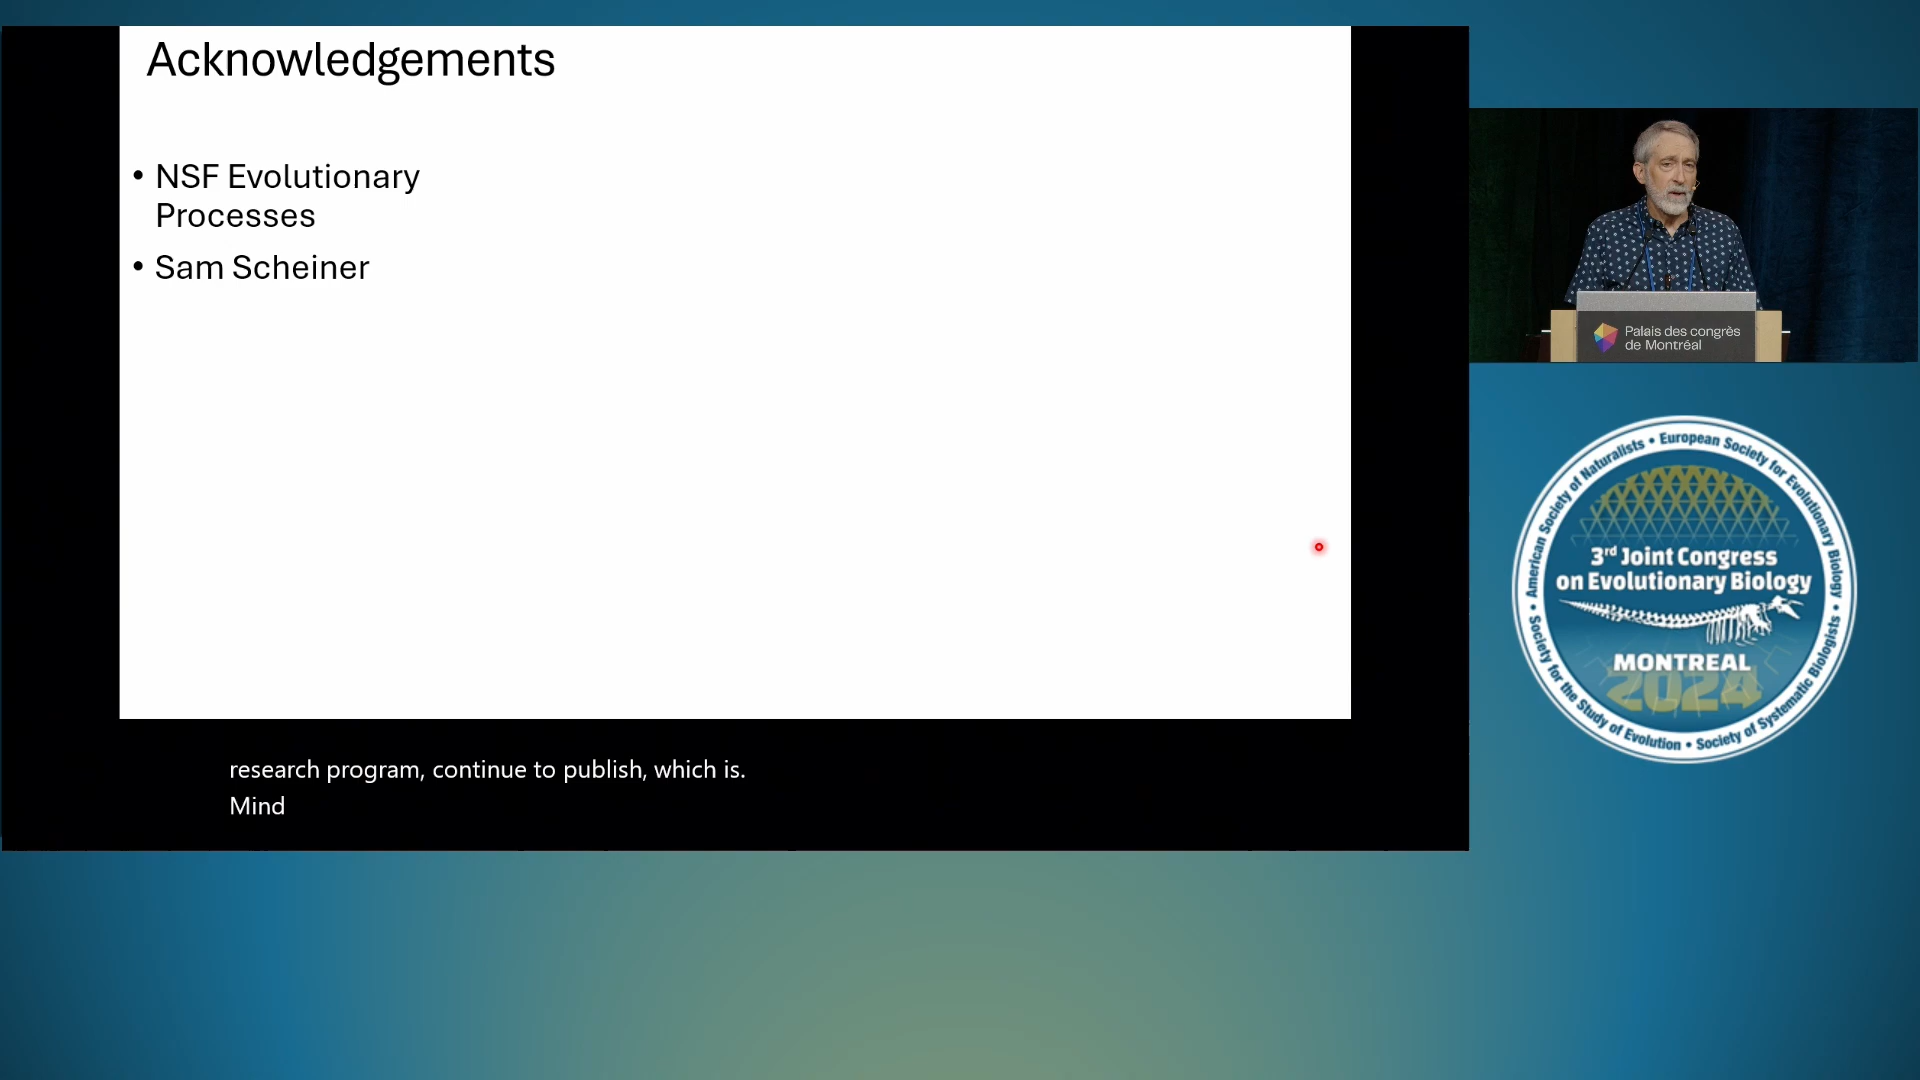 Acknowledgements
• NSF Evolutionary
Processes
• Sam Scheiner
research program, continue to publish, which is.
Mind
Palais des congrès
de Montréal
American Society of Naturalists • European Society for Evolutionary Biology •
Society for the Study of Evolution • Society of Systematic Biologists •
3rd Joint Congress
on Evolutionary Biology
MONTREAL
2024